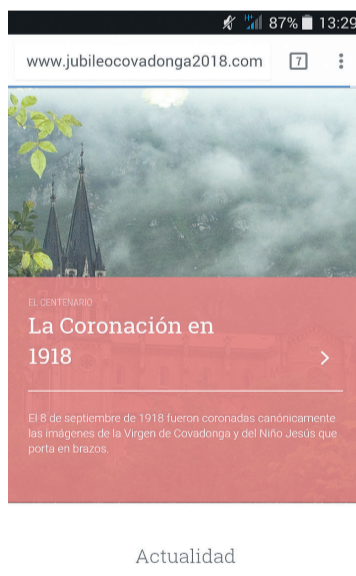 87% 13:29
www.jubileocovadonga2018.com 7
EL CENTENARIO
La Coronación en
1918
El 8 de septiembre de 1918 fueron coronadas canónicamente
las imágenes de la Virgen de Covadonga y del Niño Jesús que
porta en brazos.
Actualidad